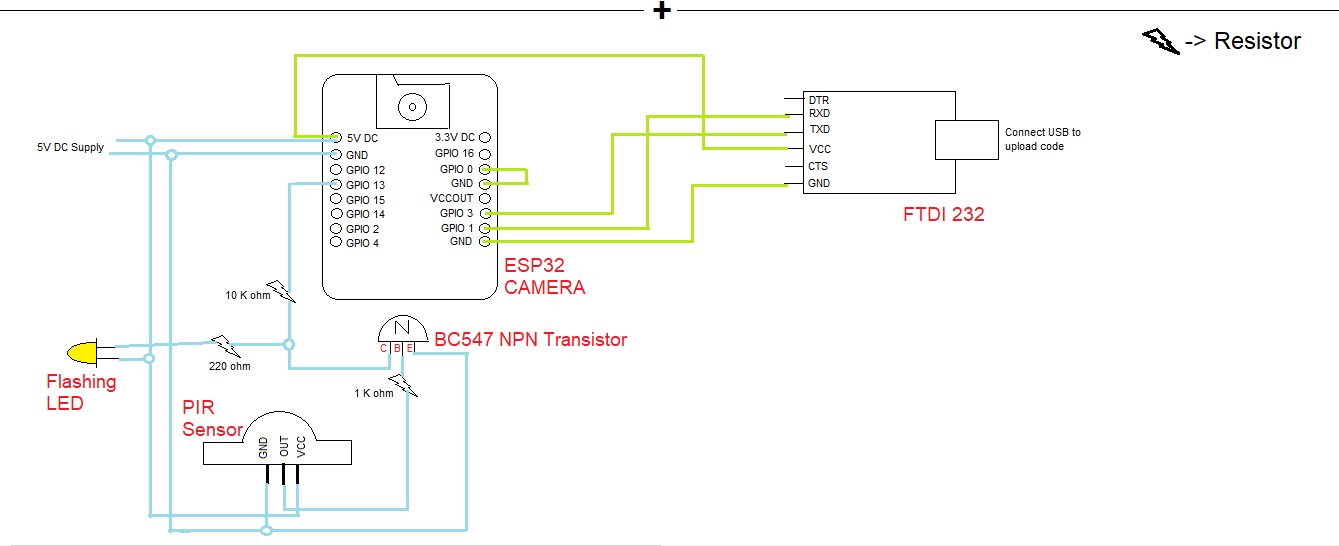 -> Resistor
5V DC Supply
5V DC
GND
GPIO 12
GPIO 13
GPIO 15
GPIO 14
GPIO 2
GPIO 4
3.3V DC
GPIO 16
GPIO 0
GND
VCCOUT
GPIO 3
GPIO 1
GND
ESP32
CAMERA
DTR
RXD
TXD
VCC
CTS
GND
Connect USB to
upload code
FTDI 232
10 K ohm
220 ohm
Flashing
LED
N
C B E
BC547 NPN Transistor
1 K ohm
PIR
Sensor
GND
OUT
VCC